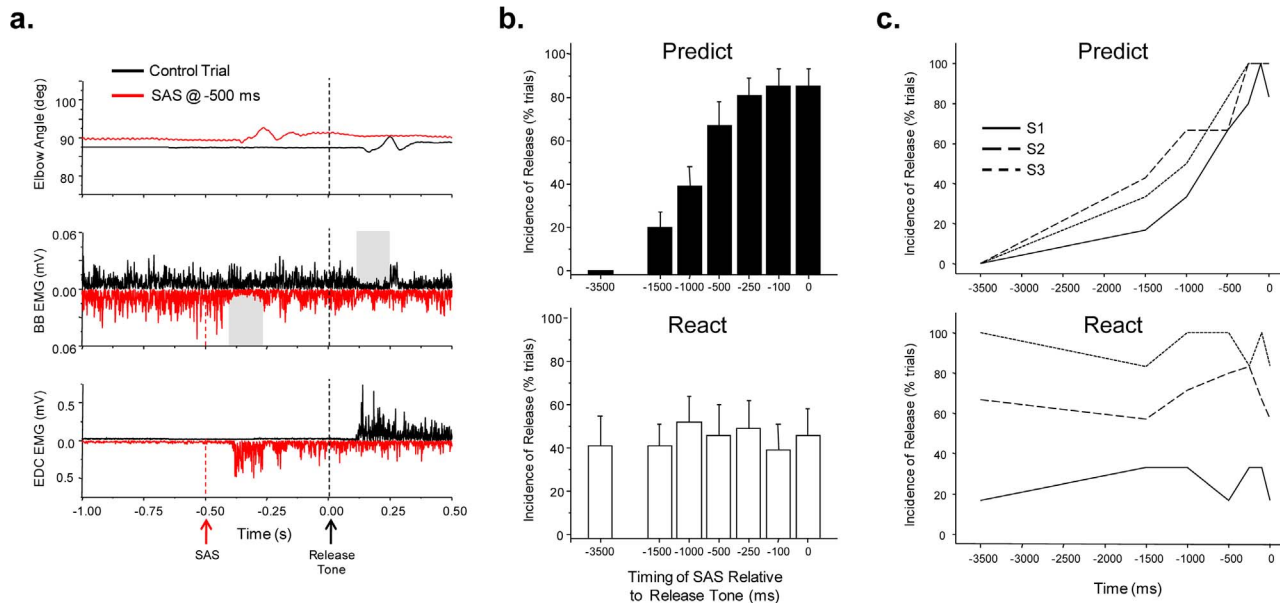 a.
Control Trial
SAS @ -500 ms
Elbow Angle (deg)
100
90
80
BB EMG (mV)
0.06
0.00
0.06
EDC EMG (mV)
0.5
0.0
0.5
-1.00
-0.75
-0.50
-0.25
0.00
0.25
0.50
Time (s)
SAS
Release
Tone
b.
Predict
Incidence of Release (% trials)
100
80
60
40
20
0
-3500
-1500
-1000
-500
-250
-100
0
React
Incidence of Release (% trials)
100
80
60
40
20
0
-3500
-1500
-1000
-500
-250
-100
0
Timing of SAS Relative
to Release Tone (ms)
c.
Predict
Incidence of Release (% trials)
100
80
60
40
20
0
S1
S2
S3
-4000
-3500
-3000
-2500
-2000
-1500
-1000
-500
0
React
Incidence of Release (% trials)
100
80
60
40
20
0
-4000
-3500
-3000
-2500
-2000
-1500
-1000
-500
0
Time (ms)